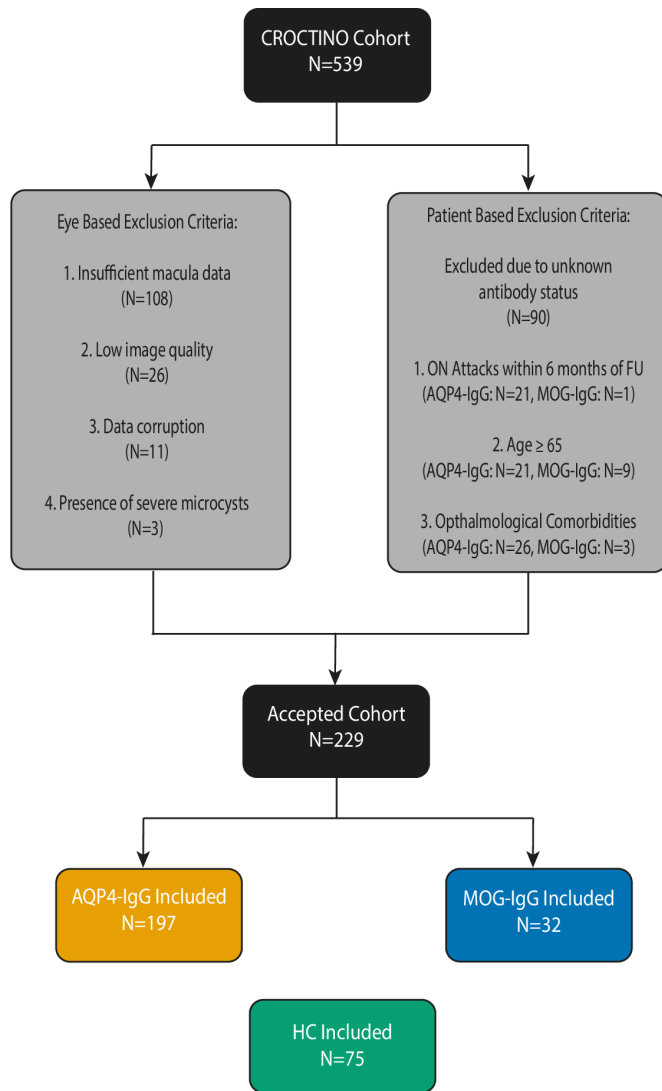 CROCTINO Cohort
N=539
Eye Based Exclusion Criteria:
1. Insufficient macula data
(N=108)
2. Low image quality
(N=26)
3. Data corruption
(N=11)
4. Presence of severe microcysts
(N=3)
Patient Based Exclusion Criteria:
Excluded due to unknown
antibody status
(N=90)
1. ON Attacks within 6 months of FU
(AQP4-IgG: N=21, MOG-IgG: N=1)
2. Age ≥ 65
(AQP4-IgG: N=21, MOG-IgG: N=9)
3. Opthalmological Comorbidities
(AQP4-IgG: N=26, MOG-IgG: N=3)
Accepted Cohort
N=229
AQP4-IgG Included
N=197
MOG-IgG Included
N=32
HC Included
N=75